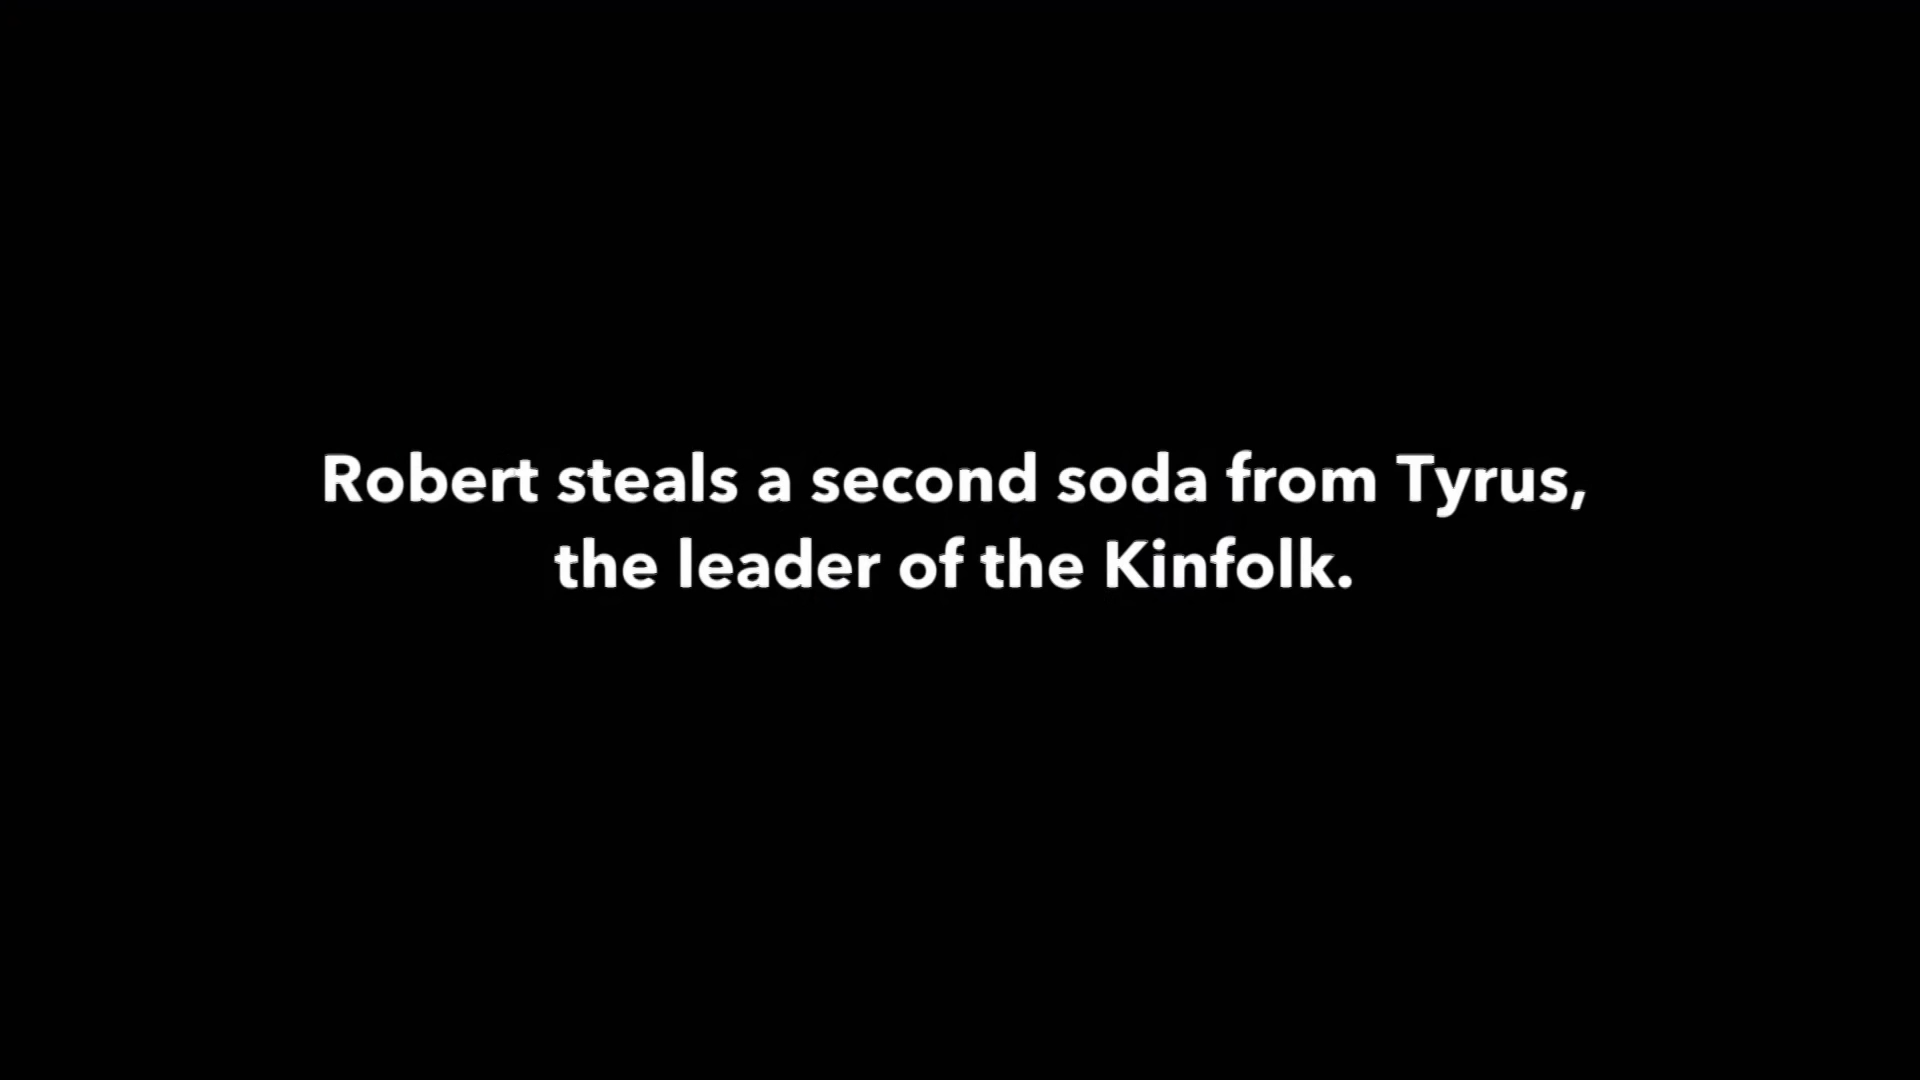 Robert steals a second soda from Tyrus,
the leader of the Kinfolk.